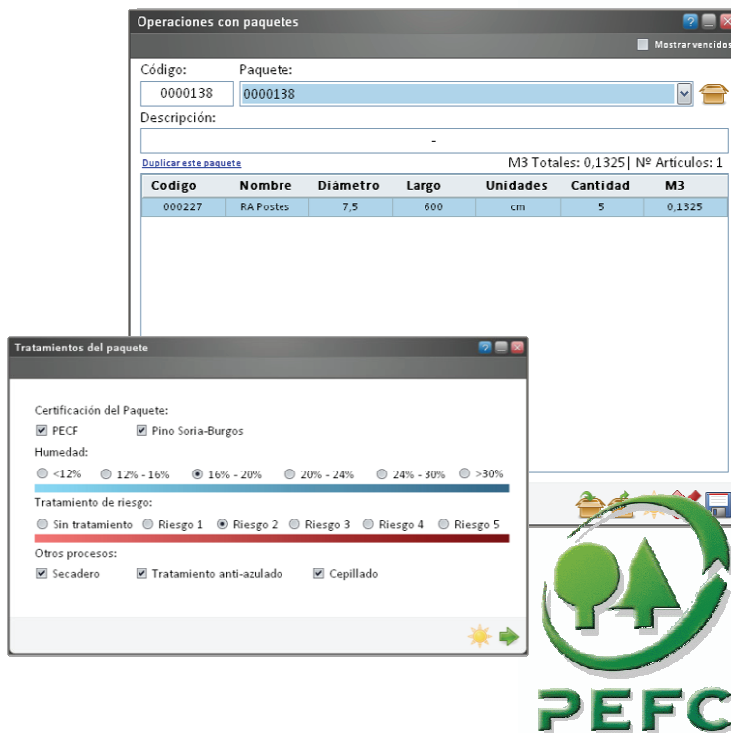 Operaciones con paquetes
Mostrar vencidos
Código: Paquete:
0000138 0000138
Descripción:
-
Duplicar este paquete M3 Totales: 0,1325| Nº Artículos: 1
Codigo Nombre Diámetro Largo Unidades Cantidad M3
000227 RA Postes 7,5 600 cm 5 0,1325
Tratamientos del paquete
Certificación del Paquete:
PECF Pino Soria-Burgos
Humedad:
<12% 12% - 16% 16% - 20% 20% - 24% 24% - 30% >30%
Tratamiento de riesgo:
Sin tratamiento Riesgo 1 Riesgo 2 Riesgo 3 Riesgo 4 Riesgo 5
Otros procesos:
Secadero Tratamiento anti-azulado Cepillado
PEFC